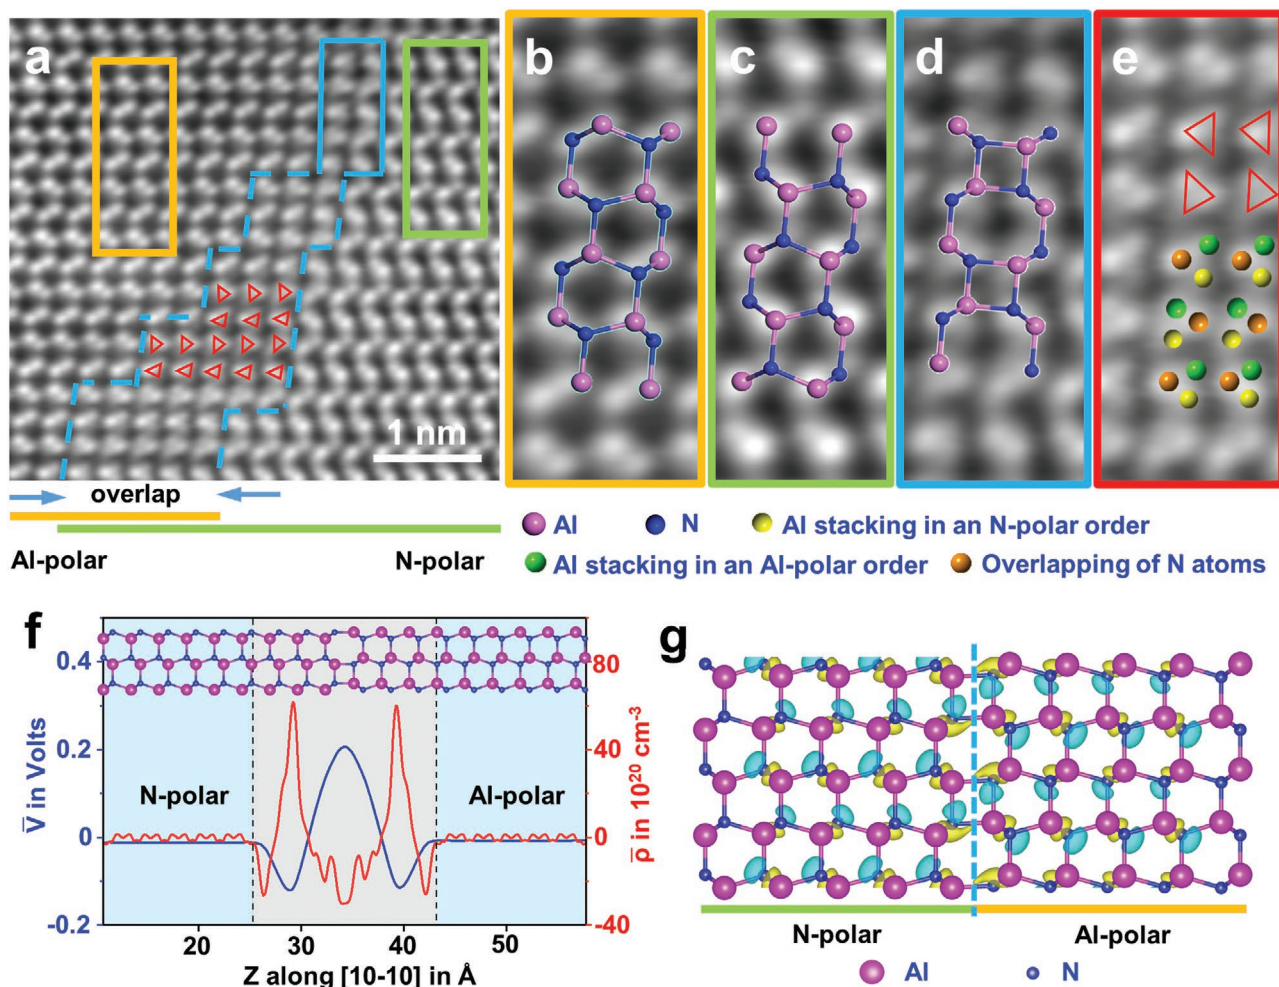 a
1 nm
overlap
Al-polar
N-polar
b
c
d
e
Al
N
Al stacking in an N-polar order
Al stacking in an Al-polar order
Overlapping of N atoms
f
0.4
0.2
0
-0.2
V̅ in Volts
N-polar
Al-polar
80
40
0
-40
ρ̅ in 10²⁰ cm⁻³
20
30
40
50
Z along [10-10] in Å
g
N-polar
Al-polar
Al
N